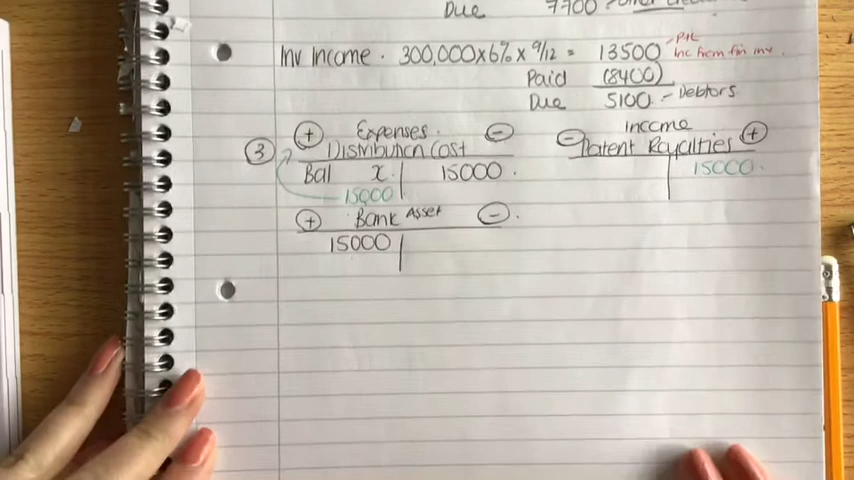 Due 7700
Inv Income. 300,000 x 6% x 9/12 = 13500 - P+L
Inc from fin inv.
Paid (8400)
Due 5100. - Debtors
3 + Expenses. -
Distribution Cost
Income
- Patent Royalties +
Bal x. 15000.
15000.
15000
+ Bank Asset -.
15000